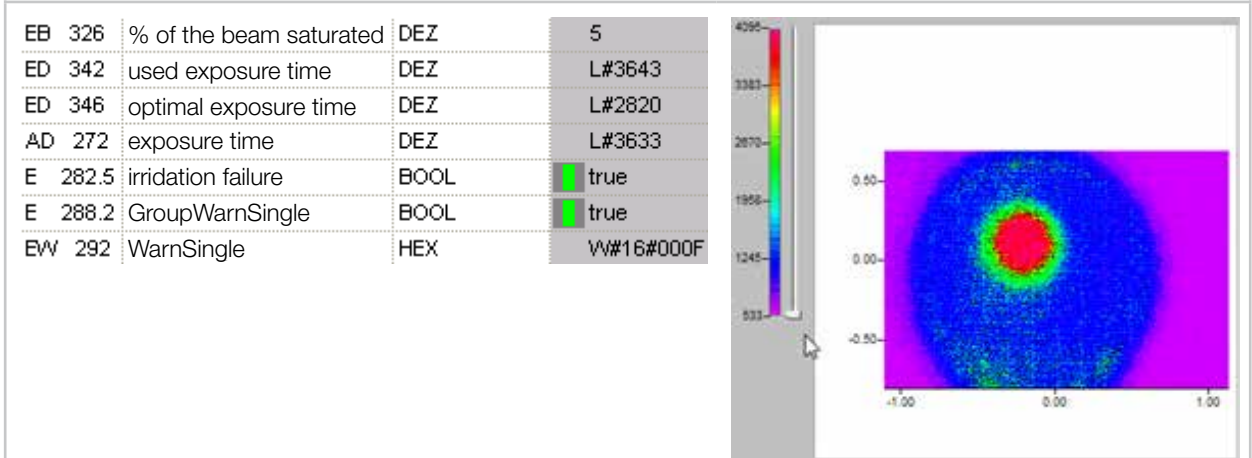 EB 326 % of the beam saturated DEZ 5
ED 342 used exposure time DEZ L#3643
ED 346 optimal exposure time DEZ L#2820
AD 272 exposure time DEZ L#3633
E 282.5 irridation failure BOOL true
E 288.2 GroupWarnSingle BOOL true
EW 292 WarnSingle HEX W#16#000F
4095
3383
2670
1958
1245
533
0.50
0.00
-0.50
-1.00 0.00 1.00